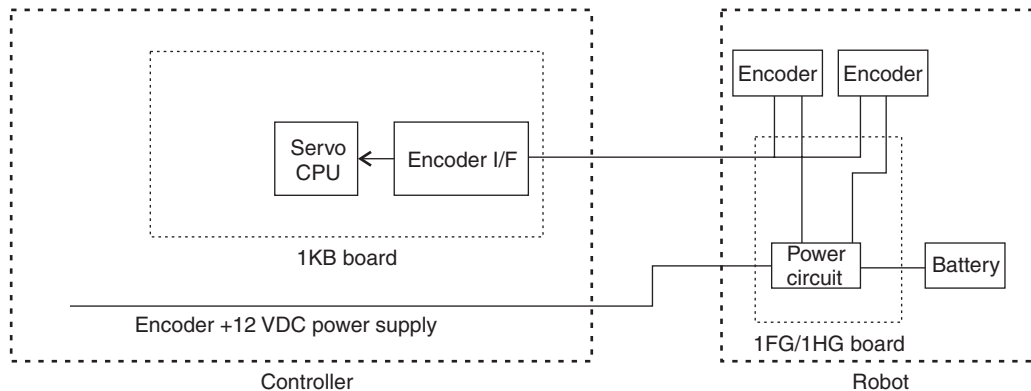 Encoder
Encoder
Servo
CPU
Encoder I/F
1KB board
Power
circuit
Battery
Encoder +12 VDC power supply
1FG/1HG board
Controller
Robot